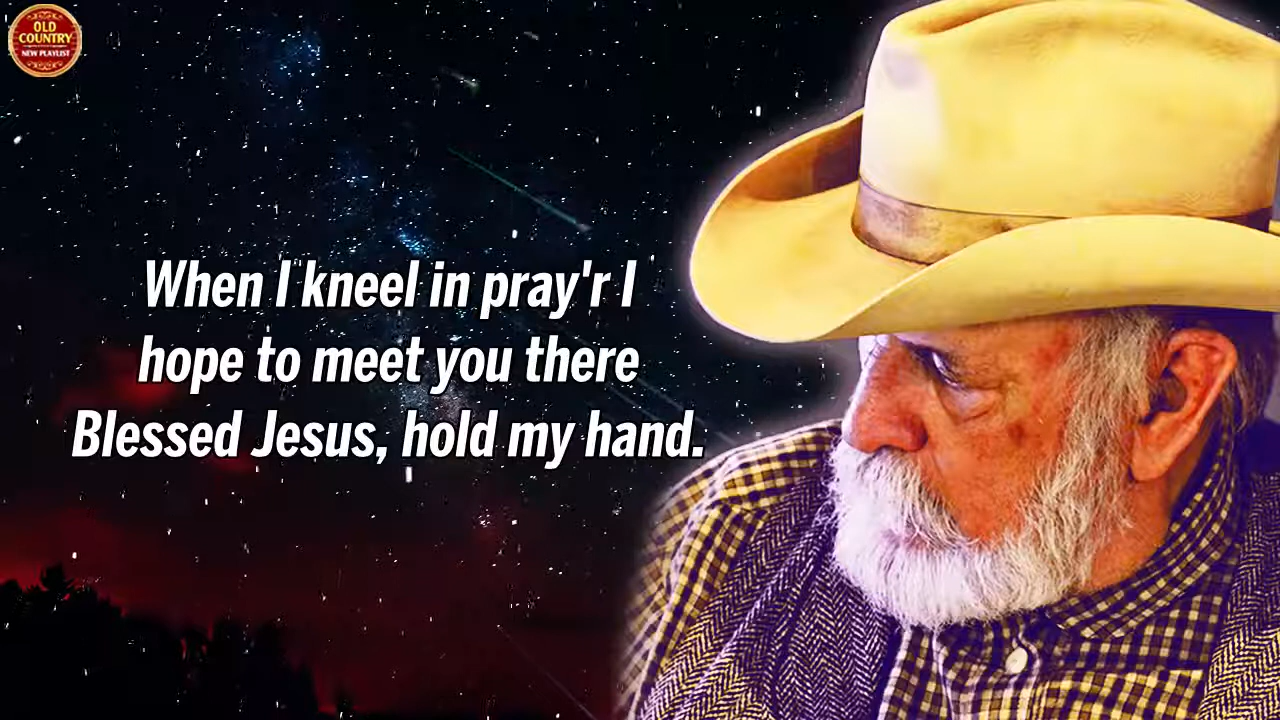 OLD
COUNTRY
NEW PLAYLIST
When I kneel in pray'r I
hope to meet you there
Blessed Jesus, hold my hand.